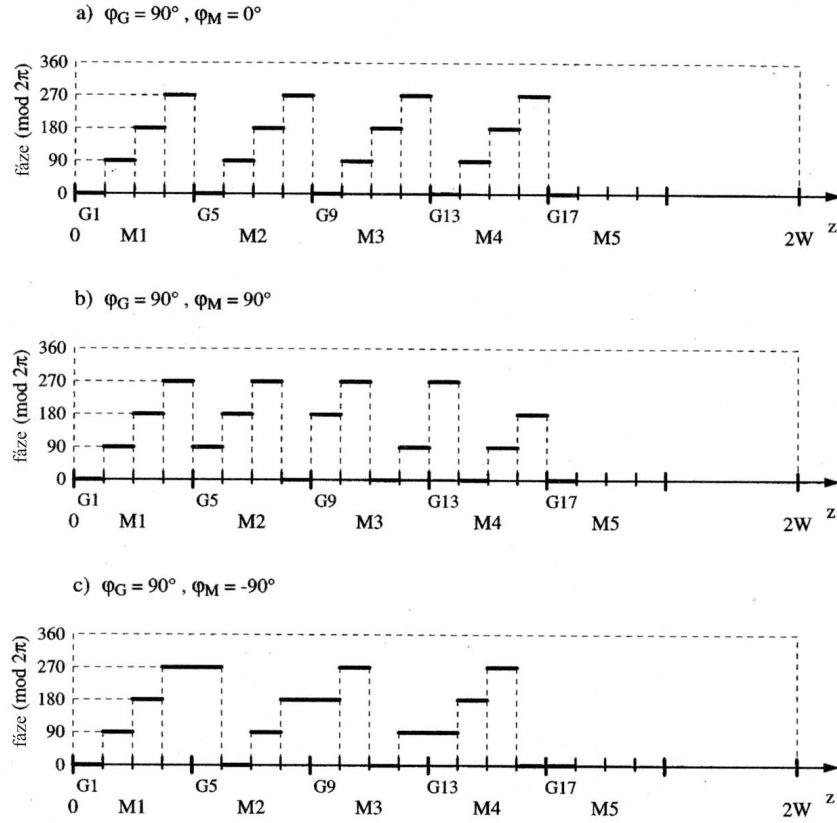 a) φG = 90° , φM = 0°
fáze (mod 2π)
360
270
180
90
0
G1 G5 G9 G13 G17
0 M1 M2 M3 M4 M5 2W z
b) φG = 90° , φM = 90°
fáze (mod 2π)
360
270
180
90
0
G1 G5 G9 G13 G17
0 M1 M2 M3 M4 M5 2W z
c) φG = 90° , φM = -90°
fáze (mod 2π)
360
270
180
90
0
G1 G5 G9 G13 G17
0 M1 M2 M3 M4 M5 2W z